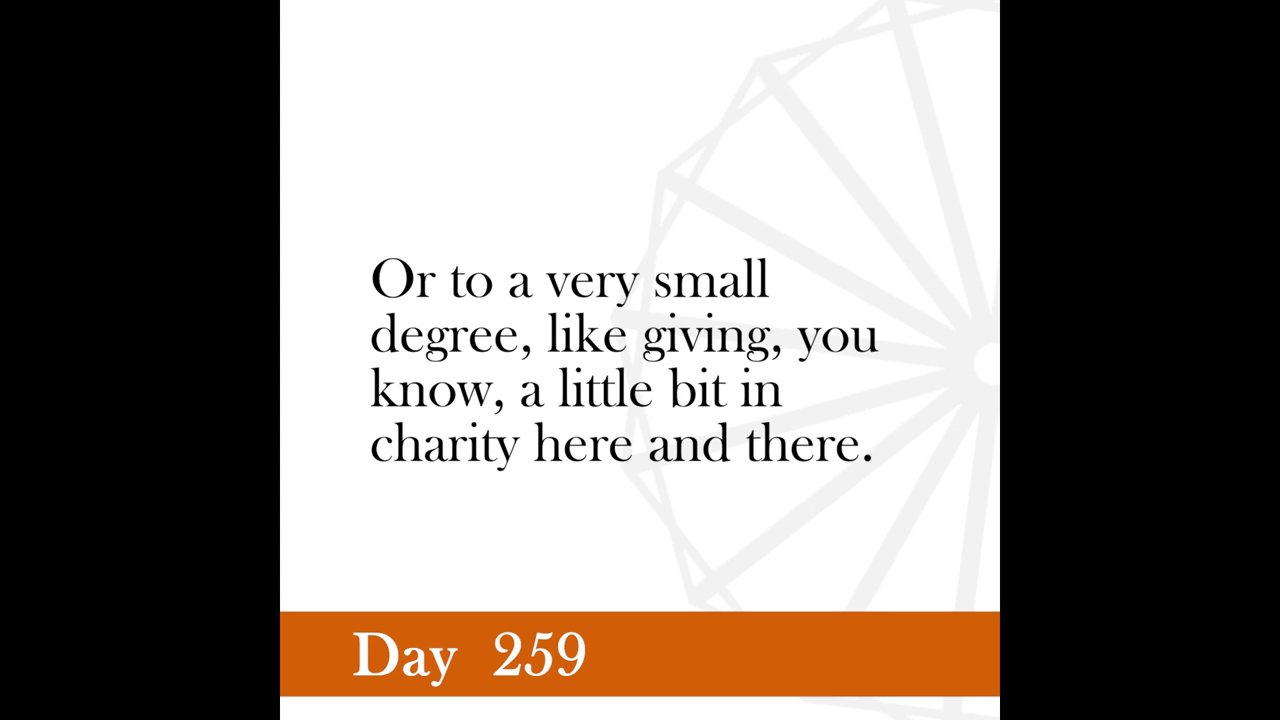 Or to a very small
degree, like giving, you
know, a little bit in
charity here and there.
Day 259